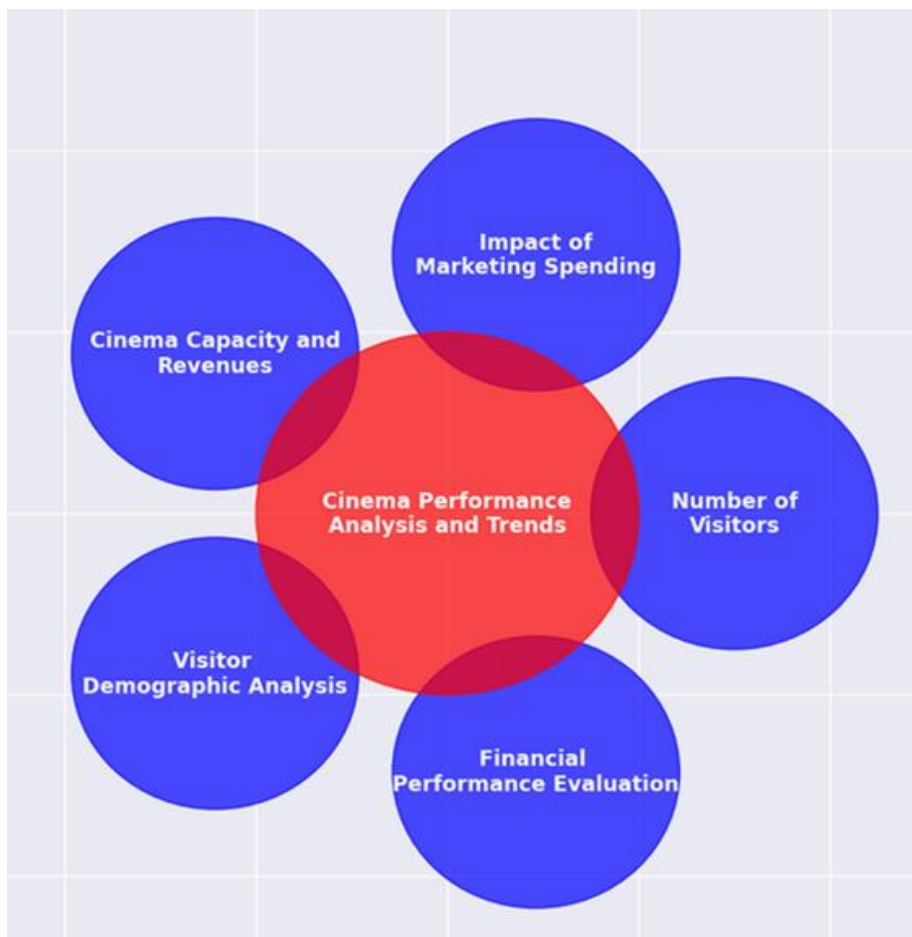 Impact of
Marketing Spending
Cinema Capacity and
Revenues
Cinema Performance
Analysis and Trends
Number of
Visitors
Visitor
Demographic Analysis
Financial
Performance Evaluation